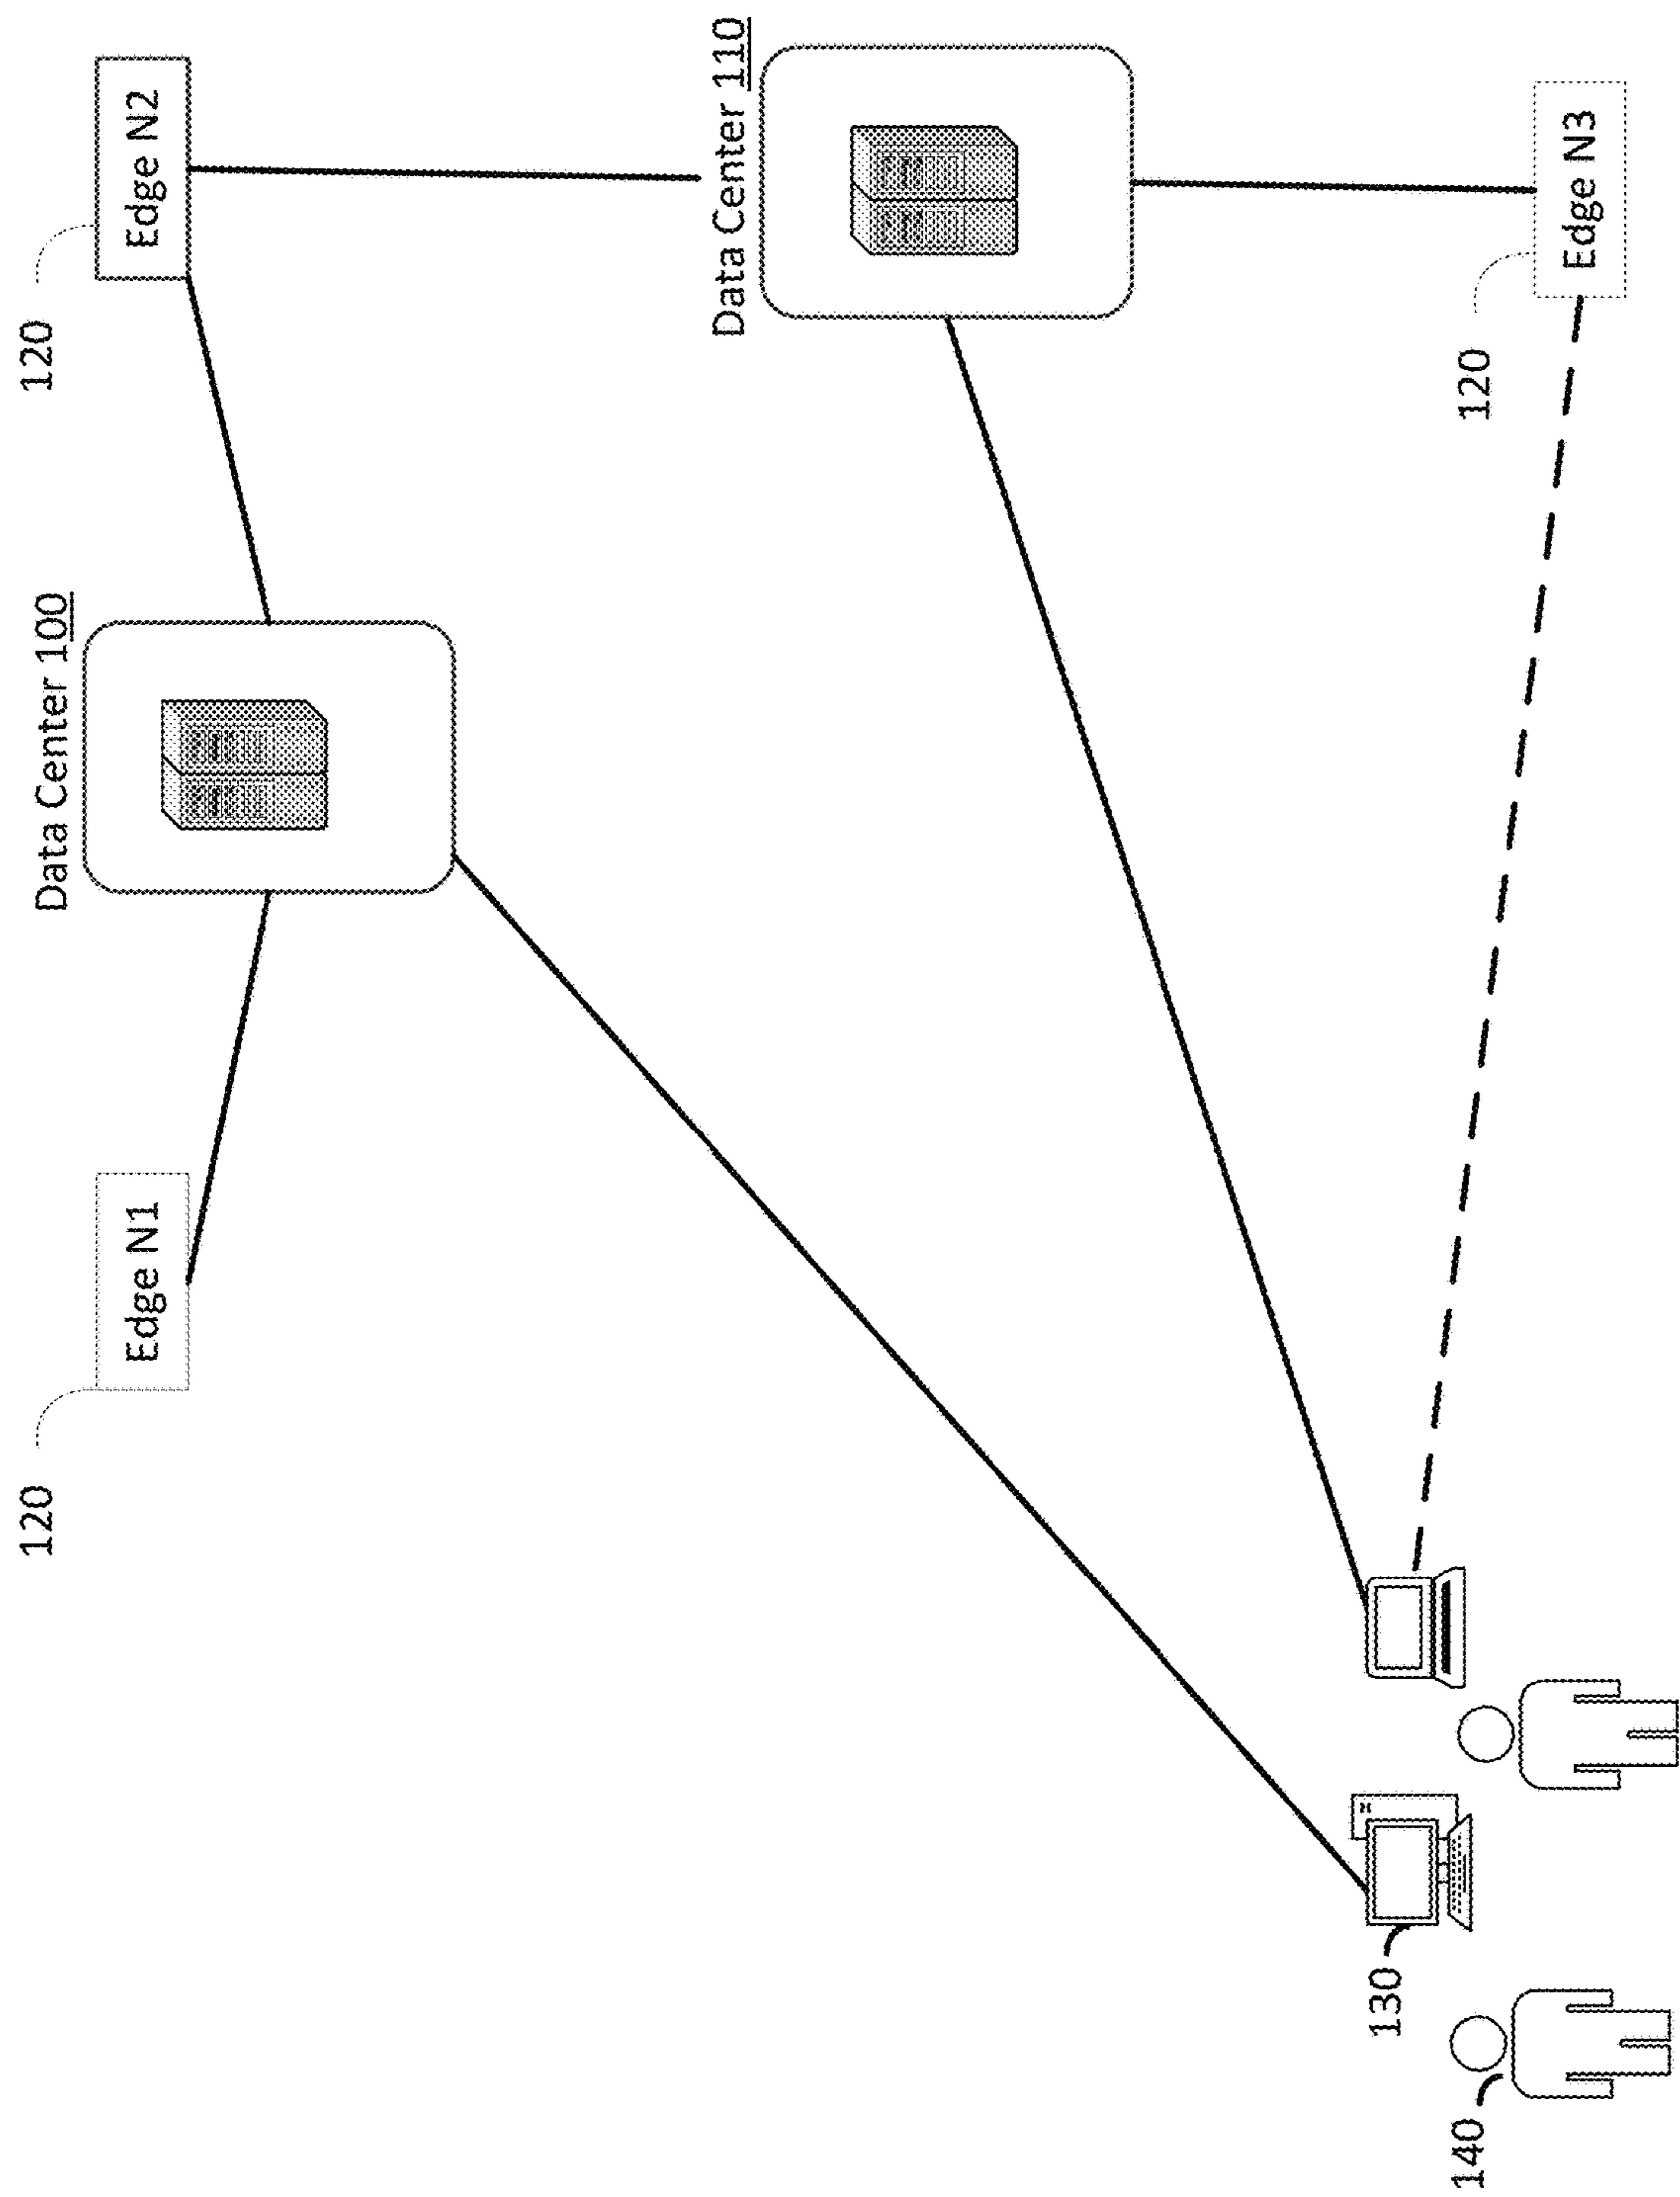 120
Edge N1
Data Center 100
120
Edge N2
Data Center 110
130
140
120
Edge N3